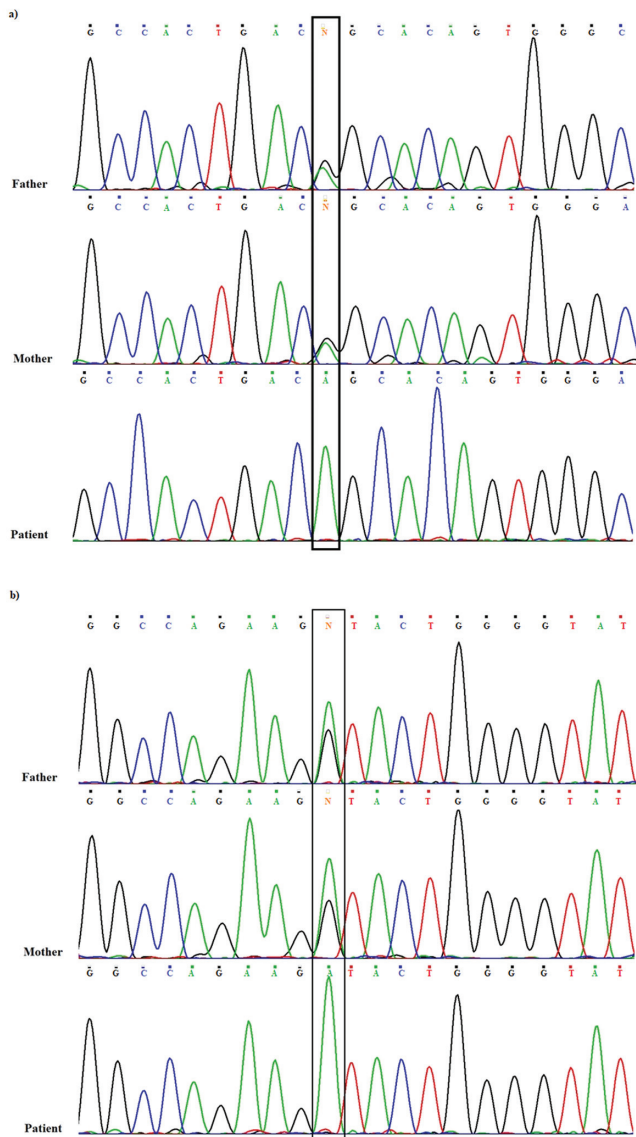 a)
G C C A C T G A C N G C A C A G T G G G C
Father
G C C A C T G A C N G C A C A G T G G G A
Mother
G C C A C T G A C A G C A C A G T G G G A
Patient
b)
G G C C A G A A G N T A C T G G G G T A T
Father
G G C C A G A A G N T A C T G G G G T A T
Mother
G G C C A G A A G A T A C T G G G G T A T
Patient